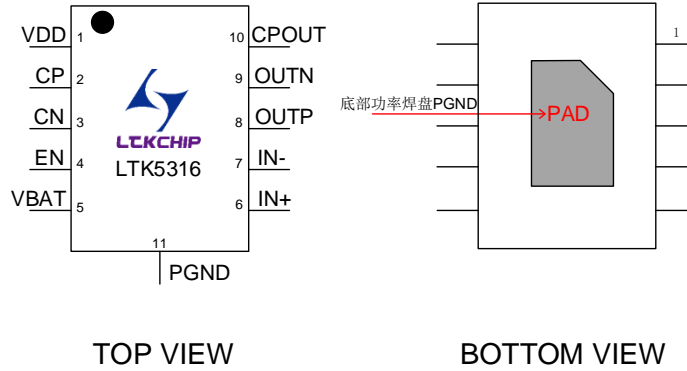 VDD 1 10 CPOUT
CP 2 9 OUTN
CN 3 8 OUTP
LTKCHIP
EN 4 LTK5316 7 IN-
VBAT 5 6 IN+
11
PGND
TOP VIEW
1
底部功率焊盘PGND
PAD
BOTTOM VIEW